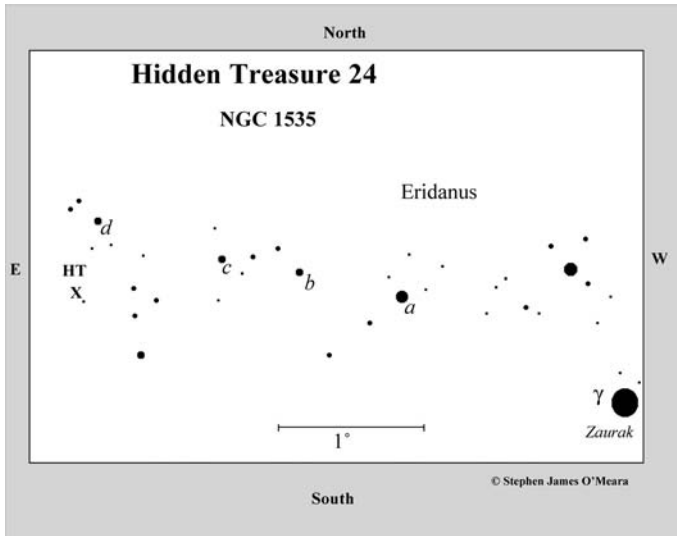 North
Hidden Treasure 24
NGC 1535
Eridanus
d
E
HT
X
c
b
a
W
γ
Zaurak
1°
© Stephen James O'Meara
South